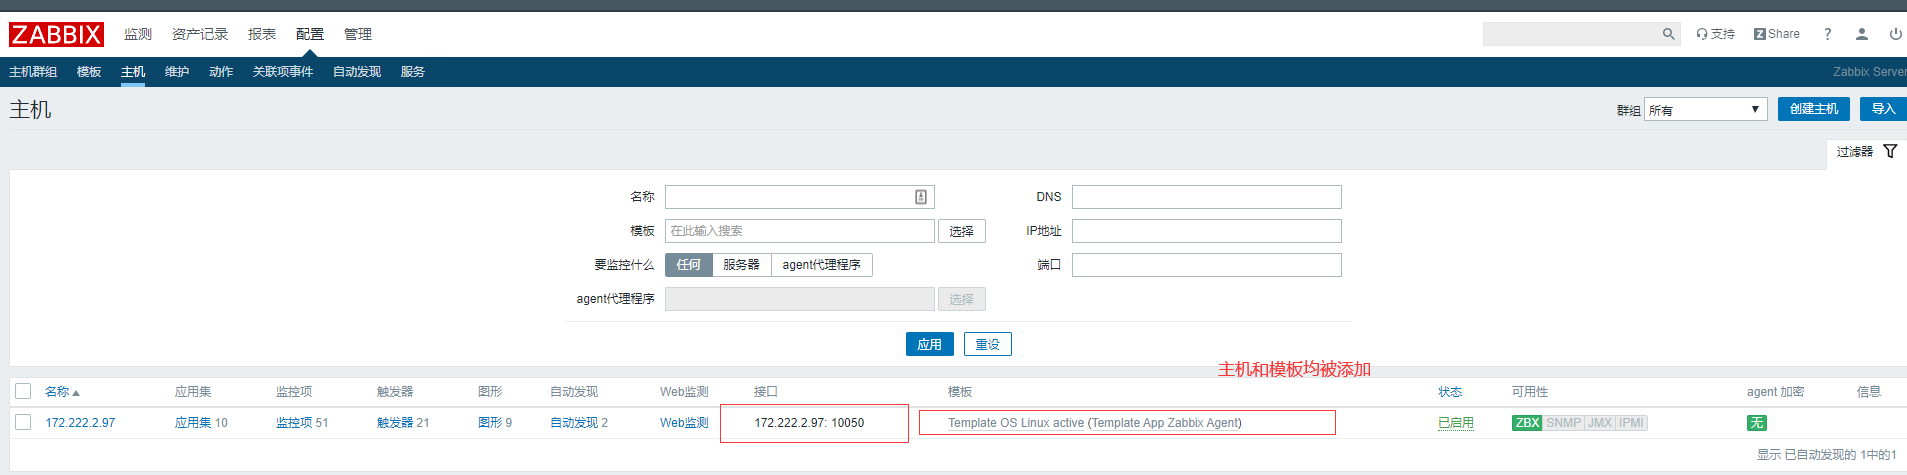 ZABBIX 监测 资产记录 报表 配置 管理 支持 Z Share ?
主机群组 模板 主机 维护 动作 关联项事件 自动发现 服务 Zabbix Server
主机 群组 所有 创建主机 导入
过滤器
名称 DNS
模板 在此输入搜索 选择 IP地址
要监控什么 任何 服务器 agent代理程序 端口
agent代理程序 选择
应用 重设
主机和模板均被添加
名称 应用集 监控项 触发器 图形 自动发现 Web监测 接口 模板 状态 可用性 agent 加密 信息
172.222.2.97 应用集 10 监控项 51 触发器 21 图形 9 自动发现 2 Web监测 172.222.2.97: 10050 Template OS Linux active (Template App Zabbix Agent) 已启用 ZBX SNMP JMX IPMI 无
显示 已自动发现的 1中的1